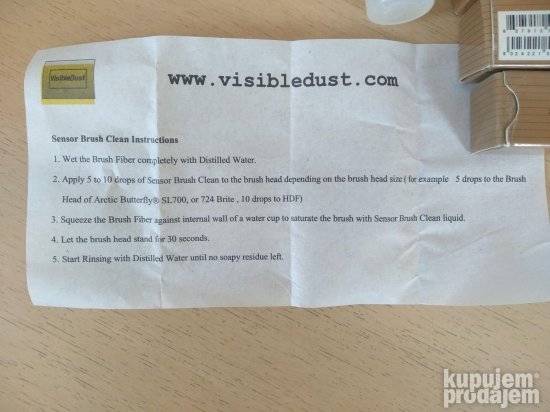 VisibleDust
www.visibledust.com
Sensor Brush Clean Instructions
1. Wet the Brush Fiber completely with Distilled Water.
2. Apply 5 to 10 drops of Sensor Brush Clean to the brush head depending on the brush head size ( for example 5 drops to the Brush
Head of Arctic Butterfly® SL700, or 724 Brite , 10 drops to HDF)
3. Squeeze the Brush Fiber against internal wall of a water cup to saturate the brush with Sensor Brush Clean liquid.
4. Let the brush head stand for 30 seconds.
5. Start Rinsing with Distilled Water until no soapy residue left.
kupujem
prodajem